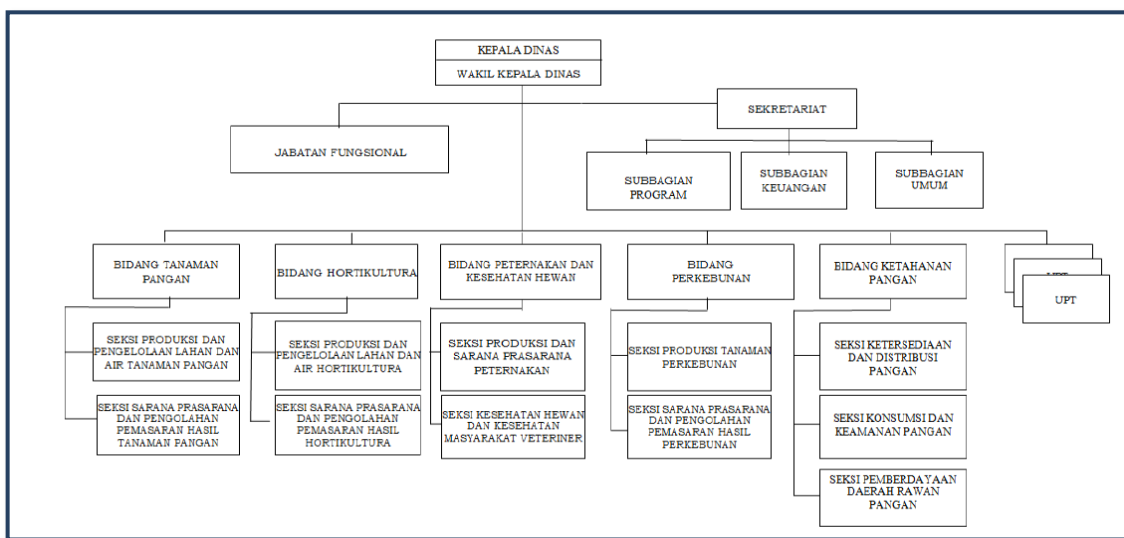 KEPALA DINAS
WAKIL KEPALA DINAS
SEKRETARIAT
JABATAN FUNGSIONAL
SUBBAGIAN
PROGRAM
SUBBAGIAN
KEUANGAN
SUBBAGIAN
UMUM
BIDANG TANAMAN
PANGAN
BIDANG HORTIKULTURA
BIDANG PETERNAKAN DAN
KESEHATAN HEWAN
BIDANG
PERKEBUNAN
BIDANG KETAHANAN
PANGAN
UPT
SEKSI PRODUKSI DAN
PENGELOLAAN LAHAN DAN
AIR TANAMAN PANGAN
SEKSI PRODUKSI DAN
PENGELOLAAN LAHAN DAN
AIR HORTIKULTURA
SEKSI PRODUKSI DAN
SARANA PRASARANA
PETERNAKAN
SEKSI PRODUKSI TANAMAN
PERKEBUNAN
SEKSI KETERSEDIAAN
DAN DISTRIBUSI
PANGAN
SEKSI SARANA PRASARANA
DAN PENGOLAHAN
PEMASARAN HASIL
TANAMAN PANGAN
SEKSI SARANA PRASARANA
DAN PENGOLAHAN
PEMASARAN HASIL
HORTIKULTURA
SEKSI KESEHATAN HEWAN
DAN KESEHATAN
MASYARAKAT VETERINER
SEKSI SARANA PRASARANA
DAN PENGOLAHAN
PEMASARAN HASIL
PERKEBUNAN
SEKSI KONSUMSI DAN
KEAMANAN PANGAN
SEKSI PEMBERDAYAAN
DAERAH RAWAN
PANGAN